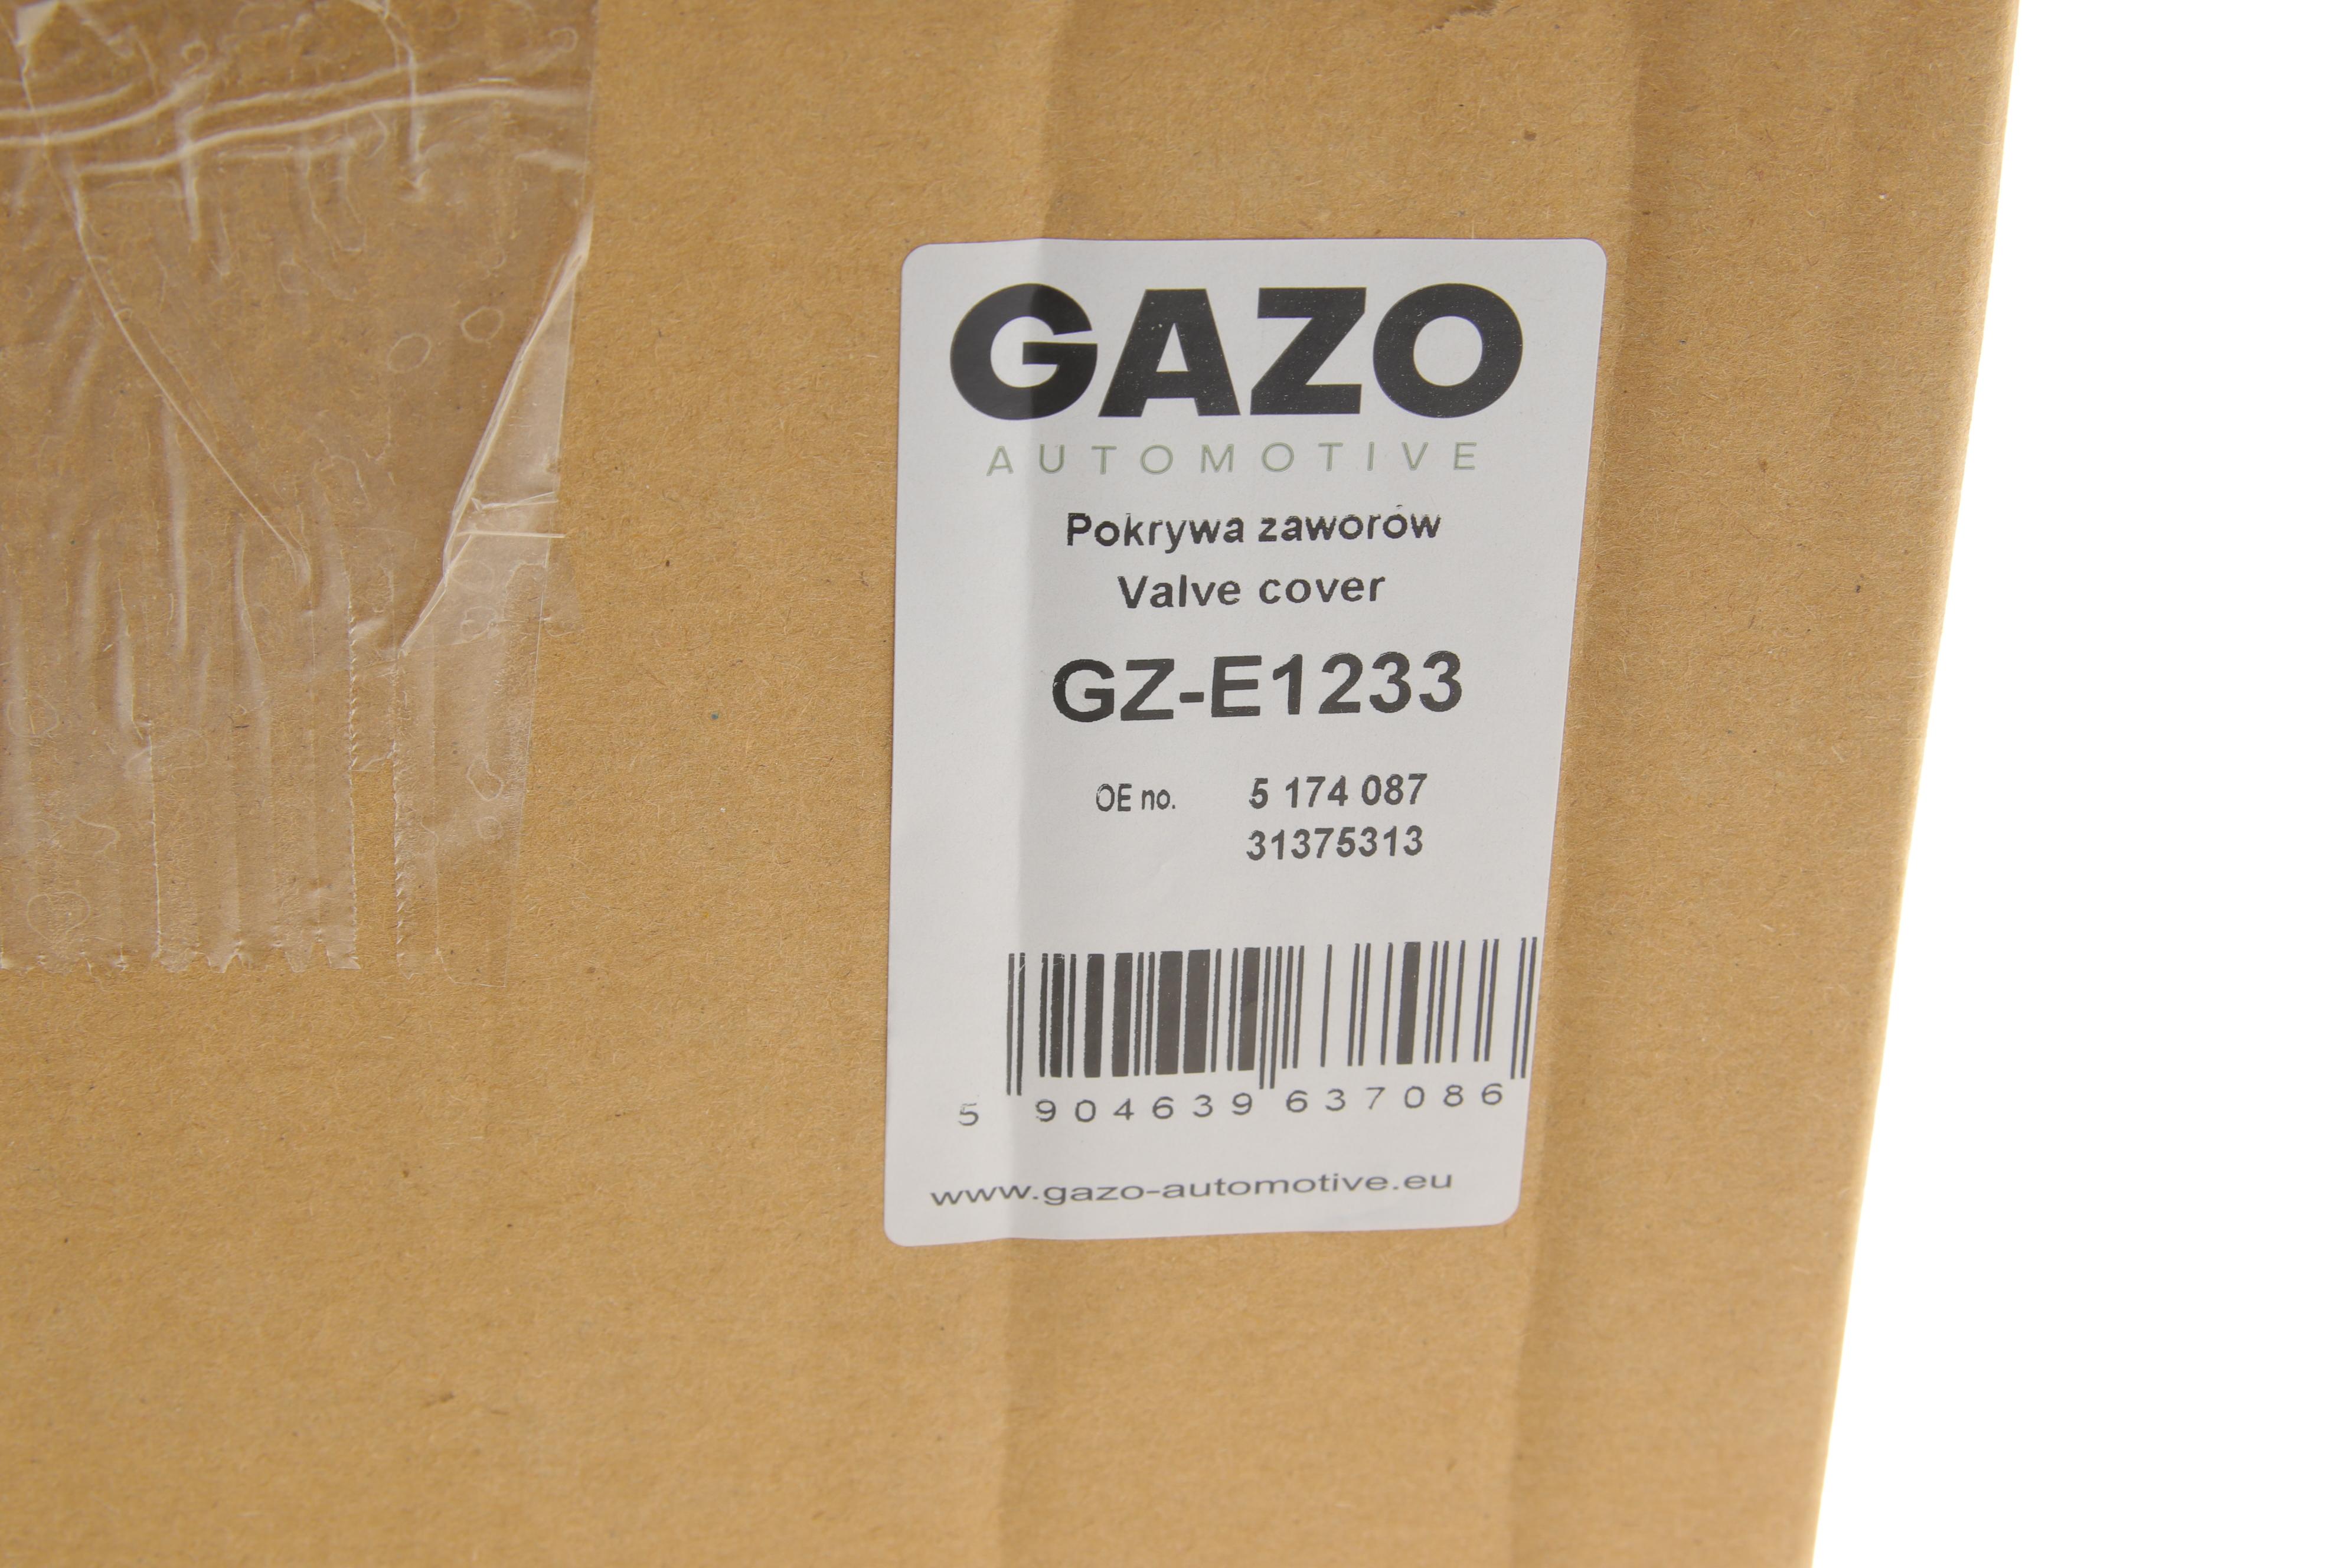 GAZO
AUTOMOTIVE
Pokrywa zaworów
Valve cover
GZ-E1233
OE no. 5 174 087
31375313
5 904639 637086
www.gazo-automotive.eu